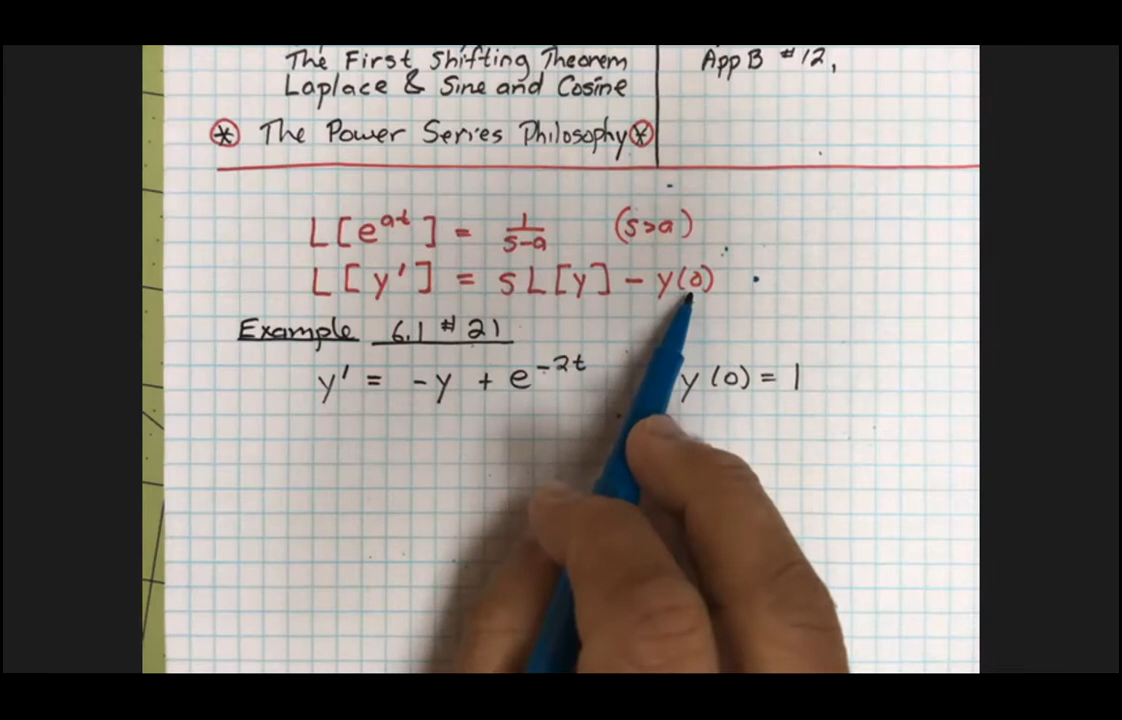 The First Shifting Theorem
Laplace & Sine and Cosine
⊛ The Power Series Philosophy ⊛
App B #12,
L[e^{at}] = \frac{1}{s-a} (s>a)
L[y'] = sL[y] - y(0)
Example 6.1 #21
y' = -y + e^{-2t} y(0) = 1